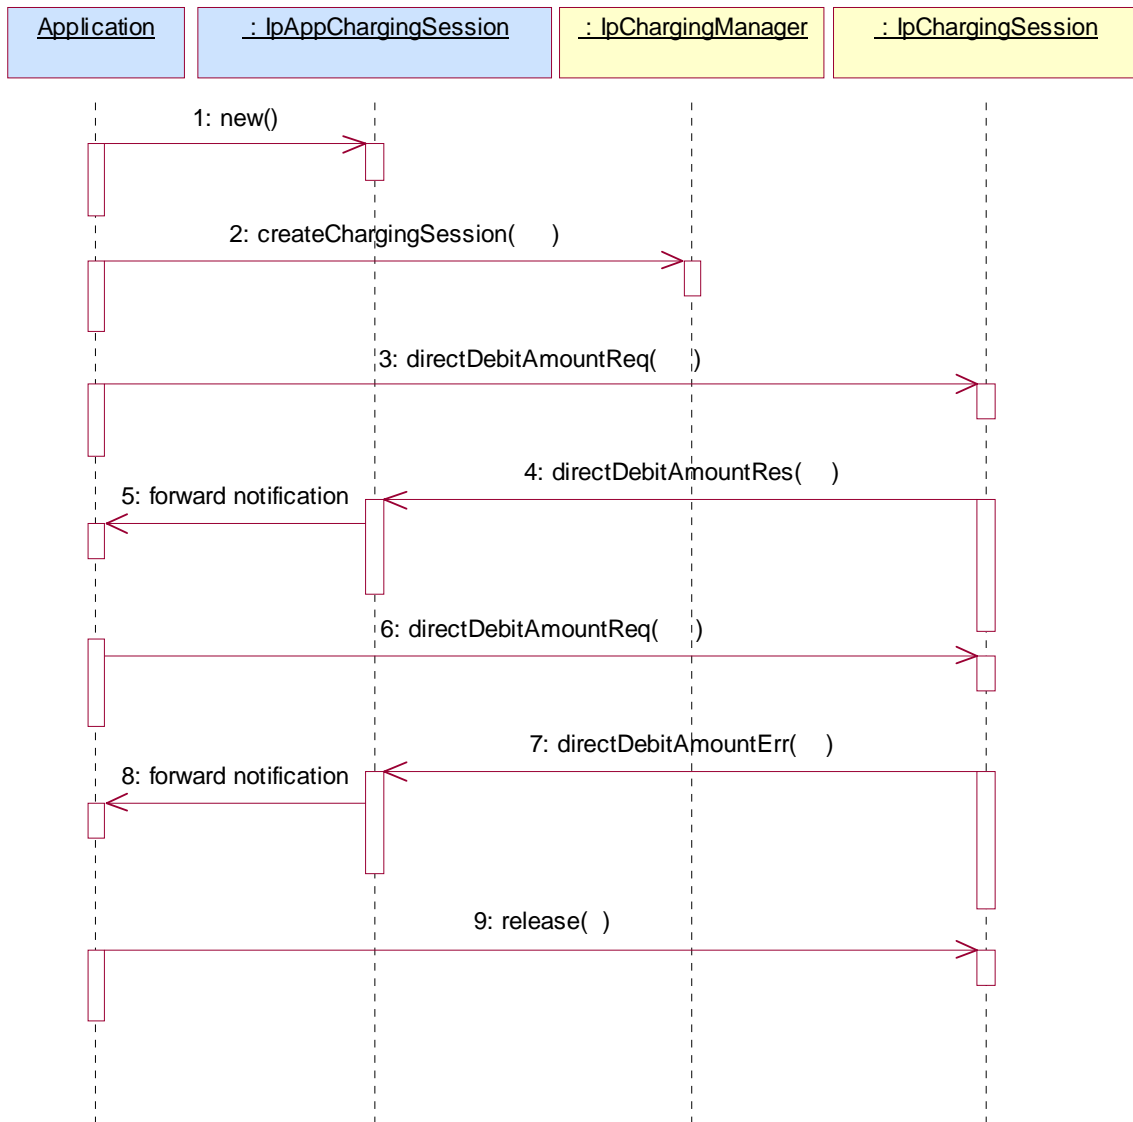 Application
: IpAppChargingSession
: IpChargingManager
: IpChargingSession
1: new()
2: createChargingSession(     )
3: directDebitAmountReq(     )
4: directDebitAmountRes(    )
5: forward notification
6: directDebitAmountReq(     )
7: directDebitAmountErr(    )
8: forward notification
9: release(  )